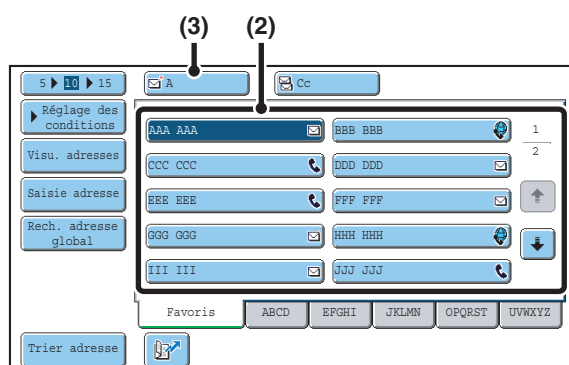 (3) (2)
5 10 15 A Cc
Réglage des
conditions
Visu. adresses
Saisie adresse
Rech. adresse
global
Trier adresse
AAA AAA BBB BBB
CCC CCC DDD DDD
EEE EEE FFF FFF
GGG GGG HHH HHH
III III JJJ JJJ
1
2
Favoris ABCD EFGHI JKLMN OPQRST UVWXYZ